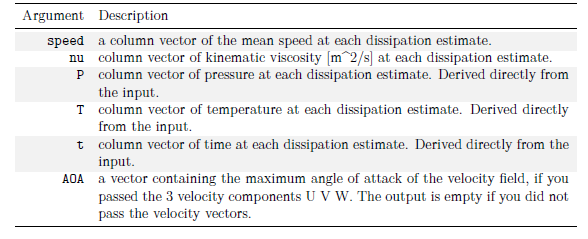 Argument Description
speed a column vector of the mean speed at each dissipation estimate.
nu column vector of kinematic viscosity [m^2/s] at each dissipation estimate.
P column vector of pressure at each dissipation estimate. Derived directly from
the input.
T column vector of temperature at each dissipation estimate. Derived directly
from the input.
t column vector of time at each dissipation estimate. Derived directly from the
input.
AOA a vector containing the maximum angle of attack of the velocity field, if you
passed the 3 velocity components U V W. The output is empty if you did not
pass the velocity vectors.